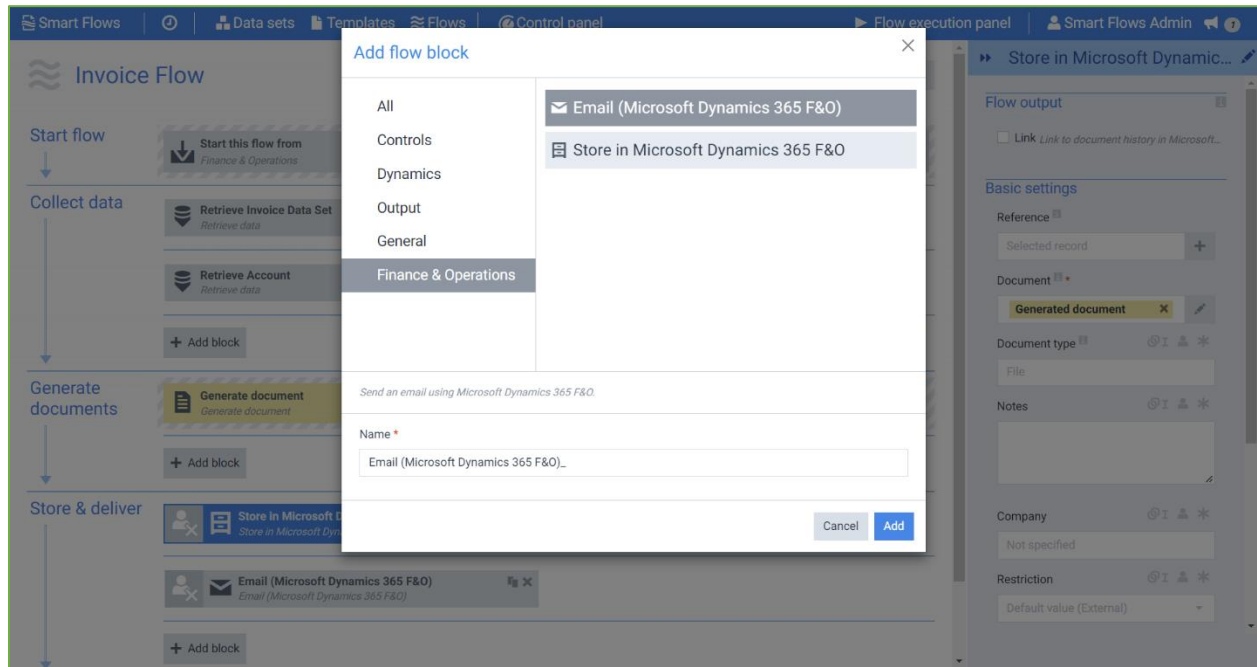 Smart Flows
Data sets
Templates
Flows
Control panel
Flow execution panel
Smart Flows Admin
Invoice Flow
Start flow
Start this flow from
Finance & Operations
Collect data
Retrieve Invoice Data Set
Retrieve data
Retrieve Account
Retrieve data
+ Add block
Generate
documents
Generate document
Generate document
+ Add block
Store & deliver
Store in Microsoft D
Store in Microsoft Dyn
Email (Microsoft Dynamics 365 F&O)
Email (Microsoft Dynamics 365 F&O)
+ Add block
Add flow block
All
Controls
Dynamics
Output
General
Finance & Operations
Email (Microsoft Dynamics 365 F&O)
Store in Microsoft Dynamics 365 F&O
Send an email using Microsoft Dynamics 365 F&O.
Name *
Email (Microsoft Dynamics 365 F&O)_
Cancel
Add
Store in Microsoft Dynamic...
Flow output
Link Link to document history in Microsoft...
Basic settings
Reference
Selected record
Document *
Generated document
Document type
File
Notes
Company
Not specified
Restriction
Default value (External)